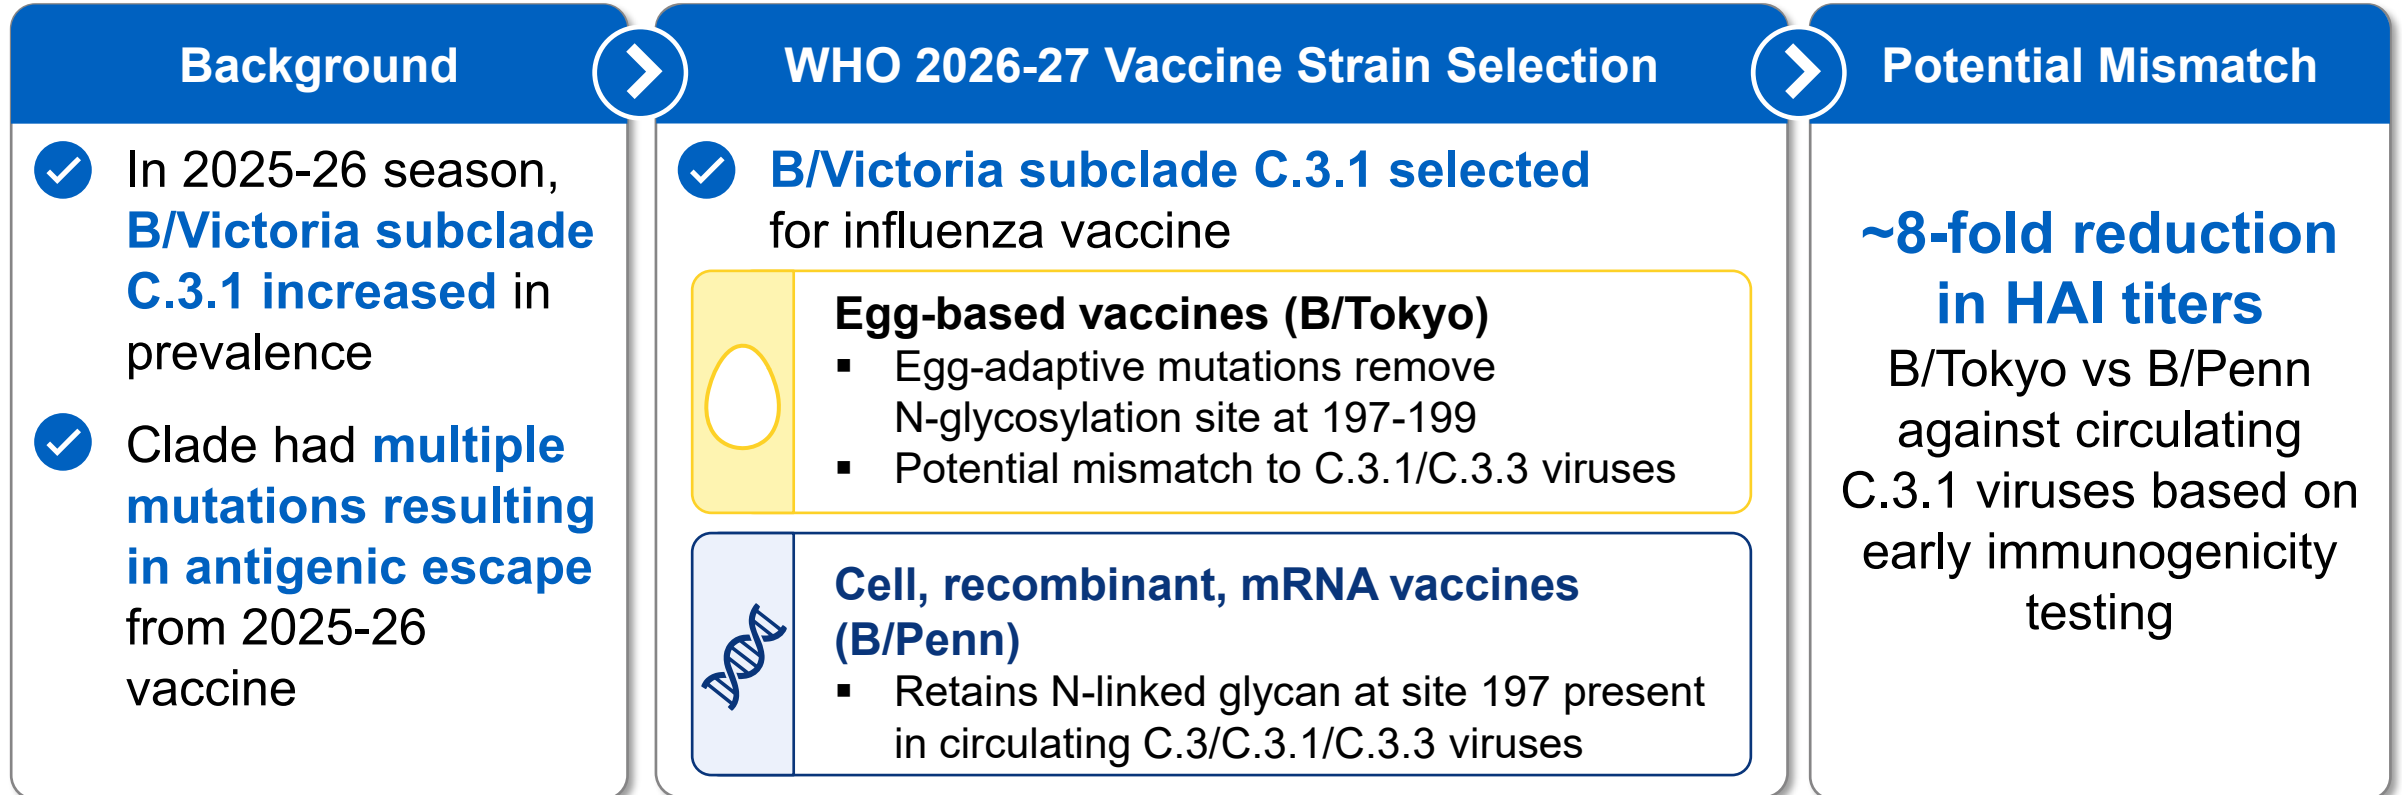 Background
In 2025-26 season,
B/Victoria subclade
C.3.1 increased in
prevalence
Clade had multiple
mutations resulting
in antigenic escape
from 2025-26
vaccine
WHO 2026-27 Vaccine Strain Selection
B/Victoria subclade C.3.1 selected
for influenza vaccine
Egg-based vaccines (B/Tokyo)
▪ Egg-adaptive mutations remove
N-glycosylation site at 197-199
▪ Potential mismatch to C.3.1/C.3.3 viruses
Cell, recombinant, mRNA vaccines
(B/Penn)
▪ Retains N-linked glycan at site 197 present
in circulating C.3/C.3.1/C.3.3 viruses
Potential Mismatch
~8-fold reduction
in HAI titers
B/Tokyo vs B/Penn
against circulating
C.3.1 viruses based on
early immunogenicity
testing